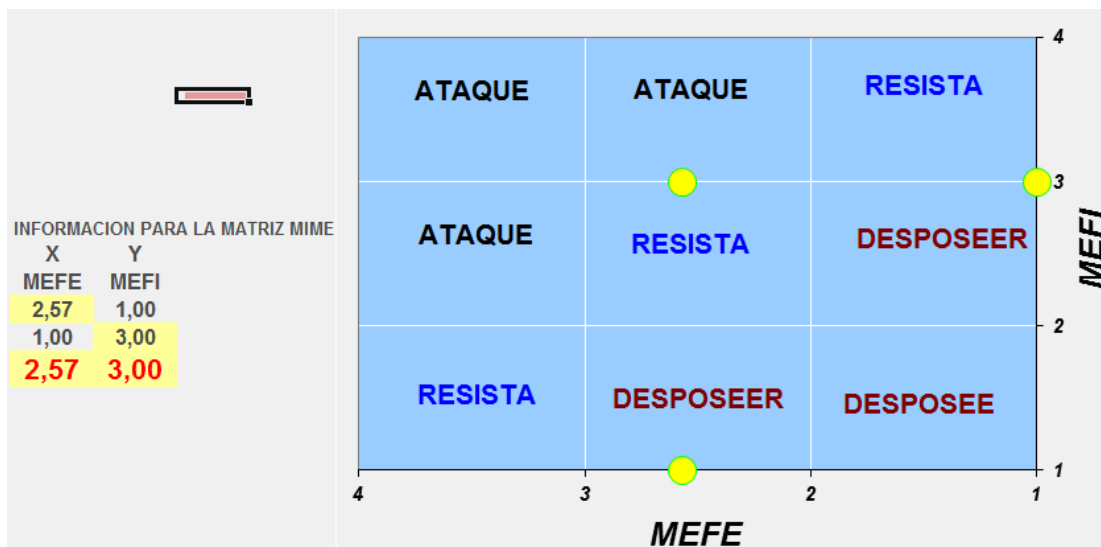 INFORMACION PARA LA MATRIZ MIME
X Y
MEFE MEFI
2,57 1,00
1,00 3,00
2,57 3,00
ATAQUE ATAQUE RESISTA
ATAQUE RESISTA DESPOSEER
RESISTA DESPOSEER DESPOSEE
4
3
2
1
MEFI
4 3 2 1
MEFE